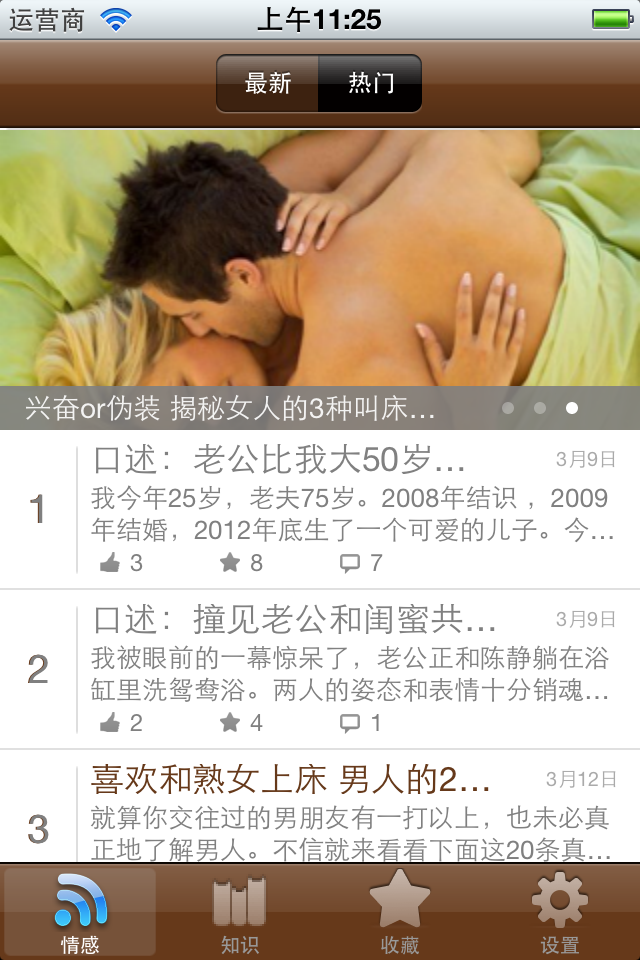 运营商 上午11:25
最新 热门
兴奋or伪装 揭秘女人的3种叫床...
口述：老公比我大50岁... 3月9日
1
我今年25岁，老夫75岁。2008年结识 ，2009
年结婚，2012年底生了一个可爱的儿子。今...
3 8 7
口述：撞见老公和闺蜜共... 3月9日
2
我被眼前的一幕惊呆了，老公正和陈静躺在浴
缸里洗鸳鸯浴。两人的姿态和表情十分销魂...
2 4 1
喜欢和熟女上床 男人的2... 3月12日
3
就算你交往过的男朋友有一打以上，也未必真
正地了解男人。不信就来看看下面这20条真...
情感 知识 收藏 设置